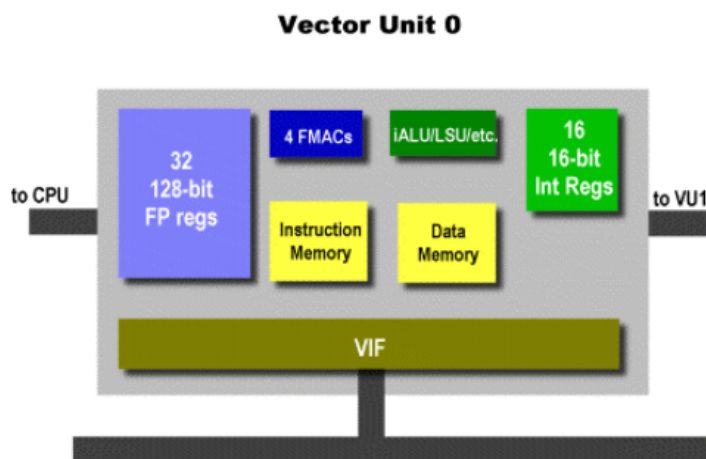 Vector Unit 0
32
128-bit
FP regs
4 FMACs
iALU/LSU/etc.
16
16-bit
Int Regs
to CPU
to VU1
Instruction
Memory
Data
Memory
VIF